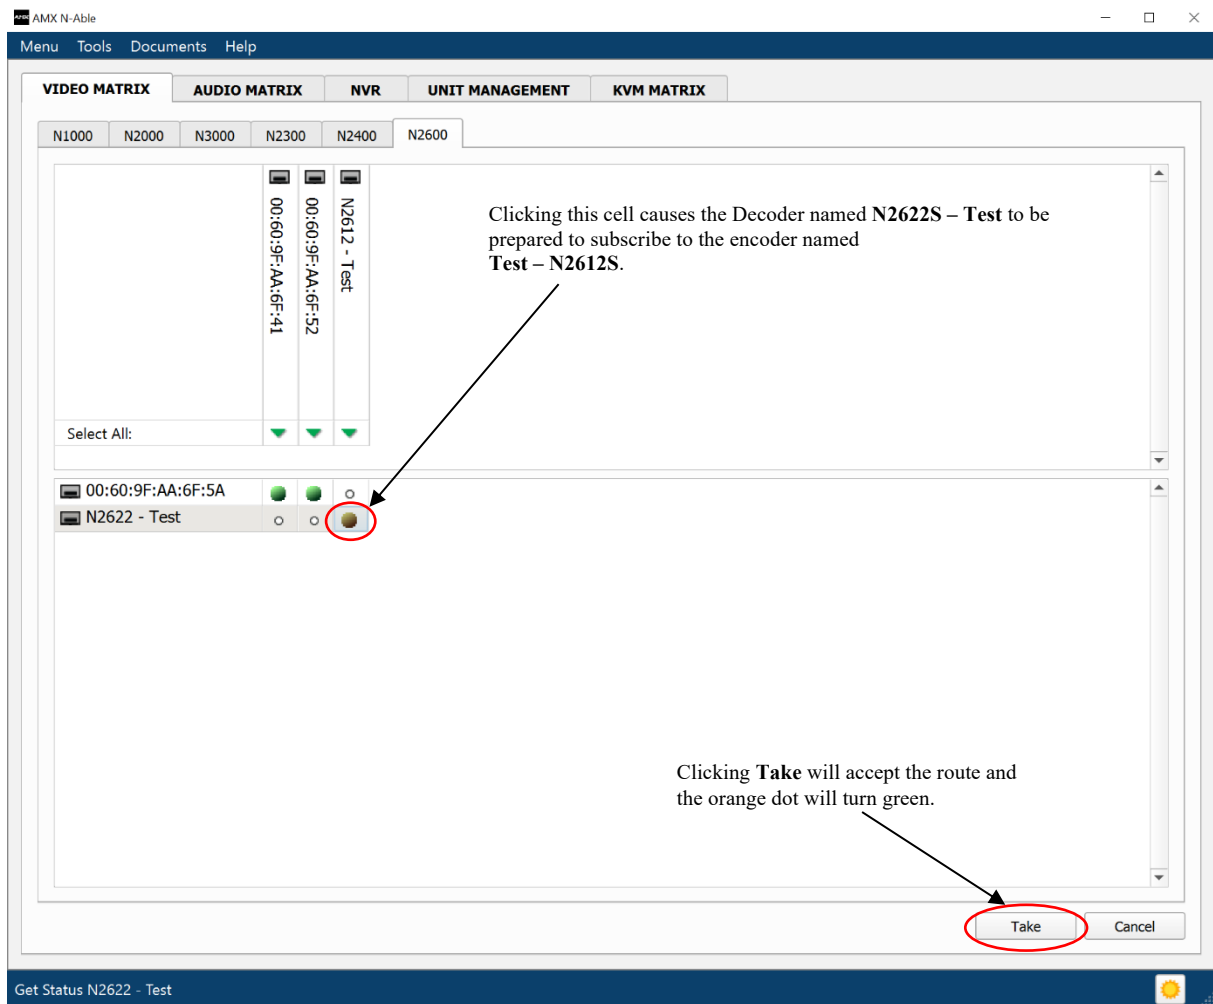 AMX
AMX N-Able
Menu Tools Documents Help
VIDEO MATRIX AUDIO MATRIX NVR UNIT MANAGEMENT KVM MATRIX
N1000 N2000 N3000 N2300 N2400 N2600
00:60:9F:AA:6F:41
00:60:9F:AA:6F:52
N2612 - Test
Clicking this cell causes the Decoder named N2622S – Test to be
prepared to subscribe to the encoder named
Test – N2612S.
Select All:
00:60:9F:AA:6F:5A
N2622 - Test
Clicking Take will accept the route and
the orange dot will turn green.
Take Cancel
Get Status N2622 - Test